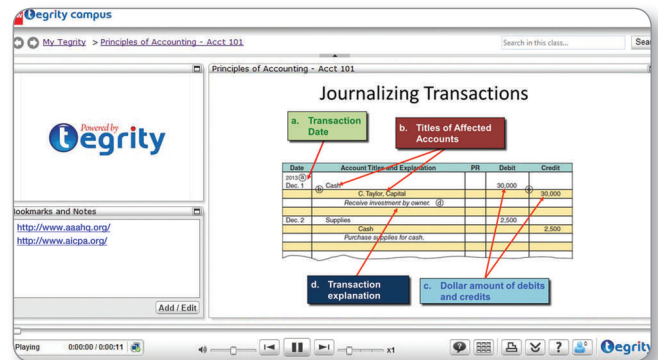 tegrity campus
My Tegrity > Principles of Accounting - Acct 101
Search in this class...
Sear
Principles of Accounting - Acct 101
Powered by
tegrity
Bookmarks and Notes
http://www.aaahq.org/
http://www.aicpa.org/
Add / Edit
Journalizing Transactions
a. Transaction
Date
b. Titles of Affected
Accounts
Date Account Titles and Explanation PR Debit Credit
2013 a
Dec. 1 b Cash 30,000 c
C. Taylor, Capital 30,000
Receive investment by owner. d
Dec. 2 Supplies 2,500
Cash 2,500
Purchase supplies for cash.
d. Transaction
explanation
c. Dollar amount of debits
and credits
Playing 0:00:00 / 0:00:11
x1
?
?
tegrity